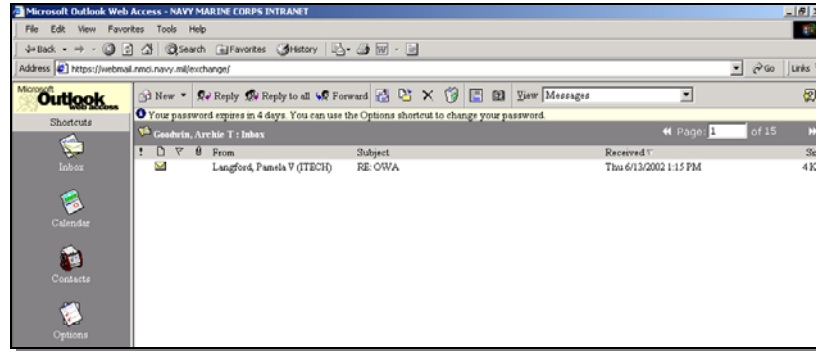 Microsoft Outlook Web Access - NAVY MARINE CORPS INTRANET
File Edit View Favorites Tools Help
Back Search Favorites History
Address https://webmail.nmci.navy.mil/exchange/ Go Links
Microsoft Outlook web access
New Reply Reply to all Forward View Messages
Your password expires in 4 days. You can use the Options shortcut to change your password.
Shortcuts
Goodwin, Archie T : Inbox Page: 1 of 15
! From Subject Received
Langford, Pamela V (ITECH) RE: OWA Thu 6/13/2002 1:15 PM 4 K
Inbox
Calendar
Contacts
Options